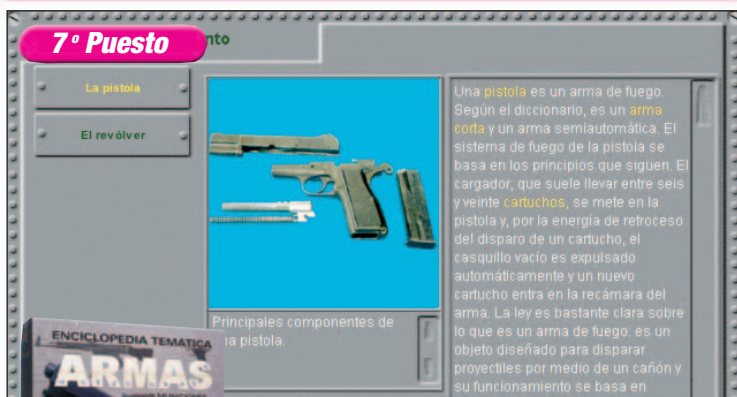 7º Puesto
nto
La pistola
El revólver
Principales componentes de
na pistola.
ENCICLOPEDIA TEMÁTICA
ARMAS
Una pistola es un arma de fuego.
Según el diccionario, es un arma
corta y un arma semiautomática. El
sistema de fuego de la pistola se
basa en los principios que siguen. El
cargador, que suele llevar entre seis
y veinte cartuchos, se mete en la
pistola y, por la energía de retroceso
del disparo de un cartucho, el
casquillo vacío es expulsado
automáticamente y un nuevo
cartucho entra en la recámara del
arma. La ley es bastante clara sobre
lo que es un arma de fuego: es un
objeto diseñado para disparar
proyectiles por medio de un cañón y
su funcionamiento se basa en